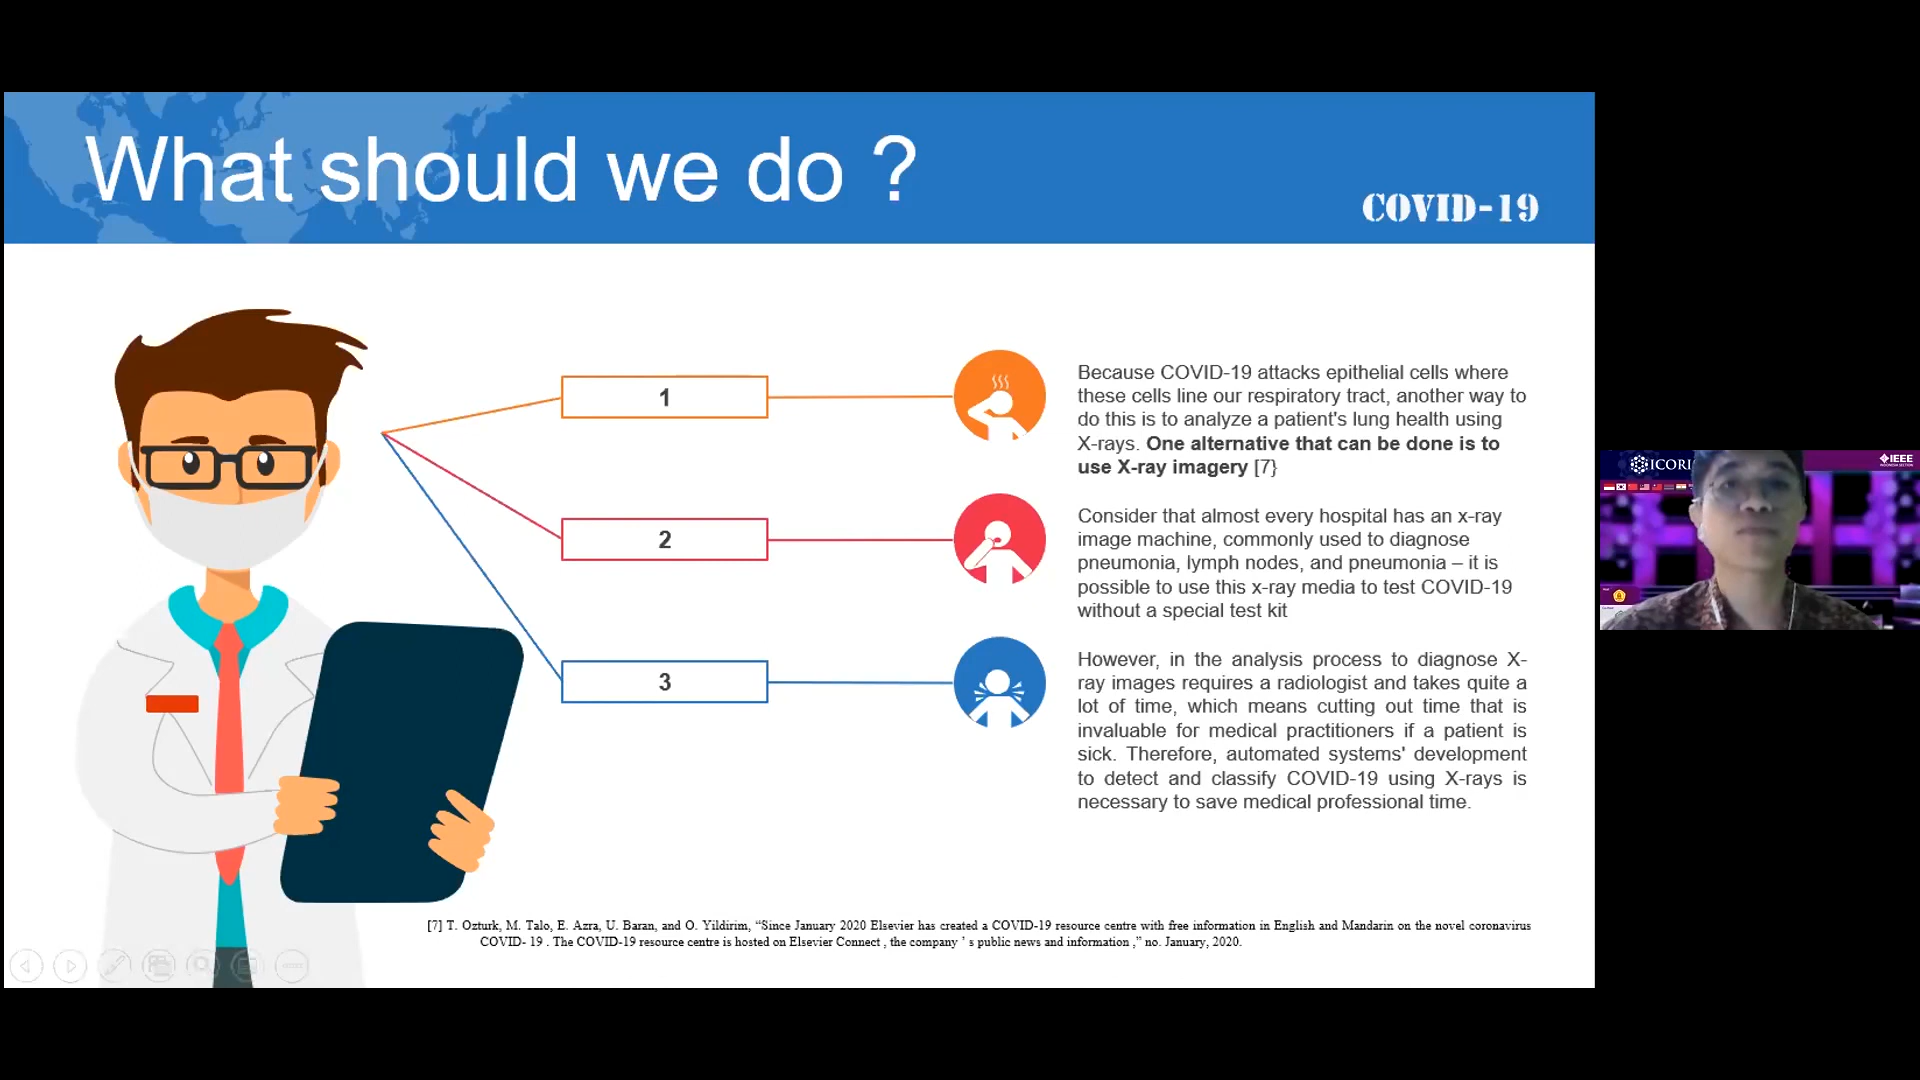 What should we do ?
COVID-19
1
Because COVID-19 attacks epithelial cells where
these cells line our respiratory tract, another way to
do this is to analyze a patient's lung health using
X-rays. One alternative that can be done is to
use X-ray imagery [7}
2
Consider that almost every hospital has an x-ray
image machine, commonly used to diagnose
pneumonia, lymph nodes, and pneumonia – it is
possible to use this x-ray media to test COVID-19
without a special test kit
3
However, in the analysis process to diagnose X-
ray images requires a radiologist and takes quite a
lot of time, which means cutting out time that is
invaluable for medical practitioners if a patient is
sick. Therefore, automated systems' development
to detect and classify COVID-19 using X-rays is
necessary to save medical professional time.
[7] T. Ozturk, M. Talo, E. Azra, U. Baran, and O. Yildirim, “Since January 2020 Elsevier has created a COVID-19 resource centre with free information in English and Mandarin on the novel coronavirus
COVID- 19 . The COVID-19 resource centre is hosted on Elsevier Connect , the company ’ s public news and information ,” no. January, 2020.
ICORI
IEEE